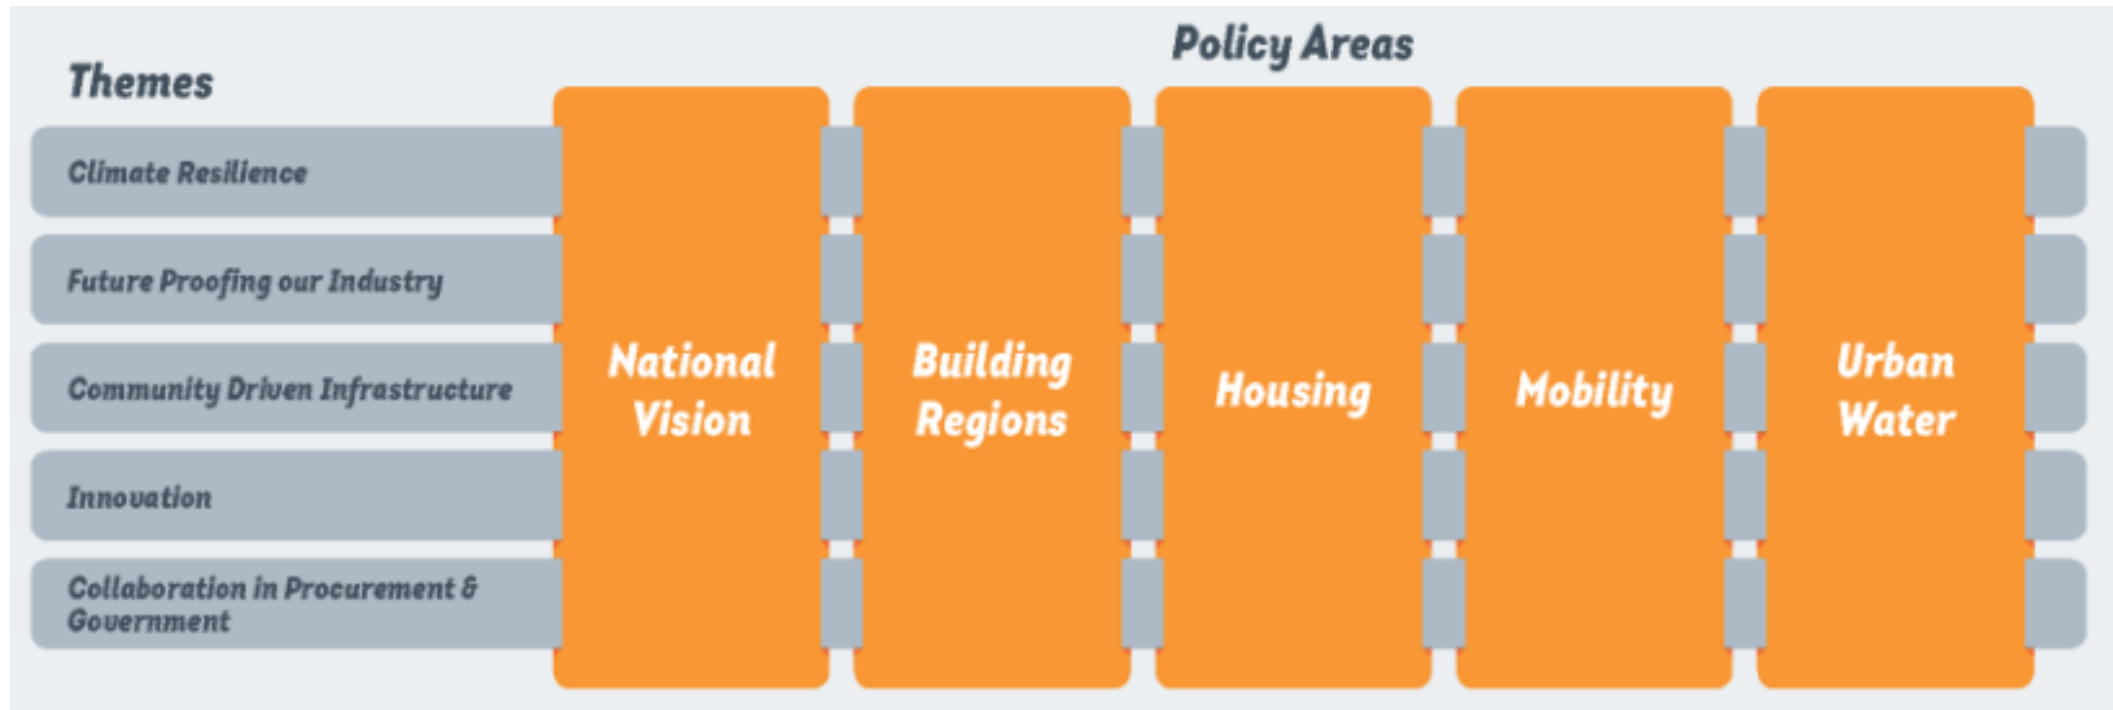 Policy Areas
Themes
Climate Resilience
Future Proofing our Industry
Community Driven Infrastructure
Innovation
Collaboration in Procurement &
Government
National
Vision
Building
Regions
Housing
Mobility
Urban
Water